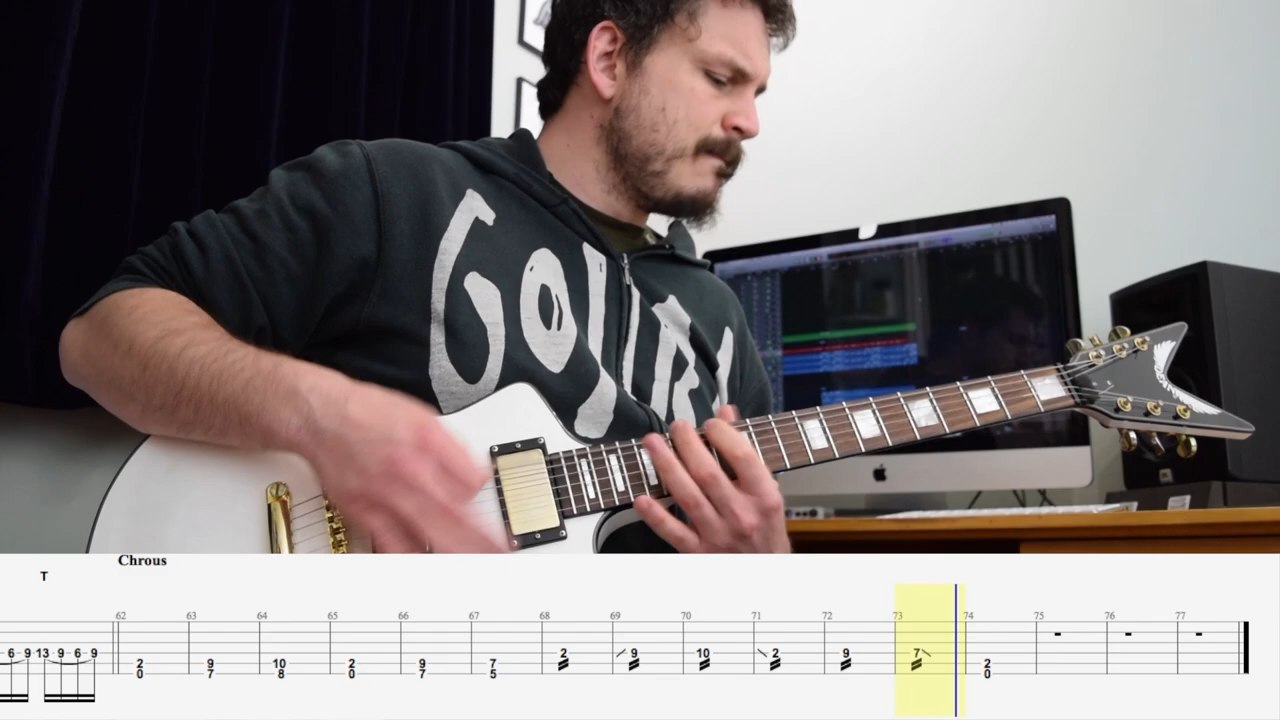 GOJIRA
Chrous
T
62 63 64 65 66 67 68 69 70 71 72 73 74 75 76 77
6 9 13 9 6 9 2 9 10 2 9 7
2 9 10 2 9 7 2
0 7 8 0 7 5 0